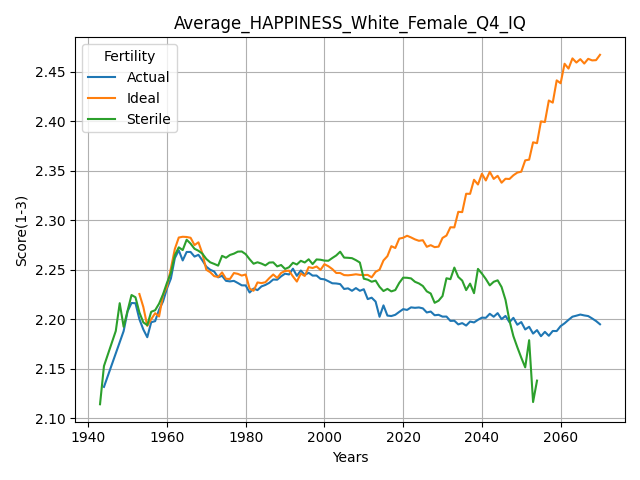 Average_HAPPINESS_White_Female_Q4_IQ
Fertility
Actual
Ideal
Sterile
Score(1-3)
2.45
2.40
2.35
2.30
2.25
2.20
2.15
2.10
1940 1960 1980 2000 2020 2040 2060
Years